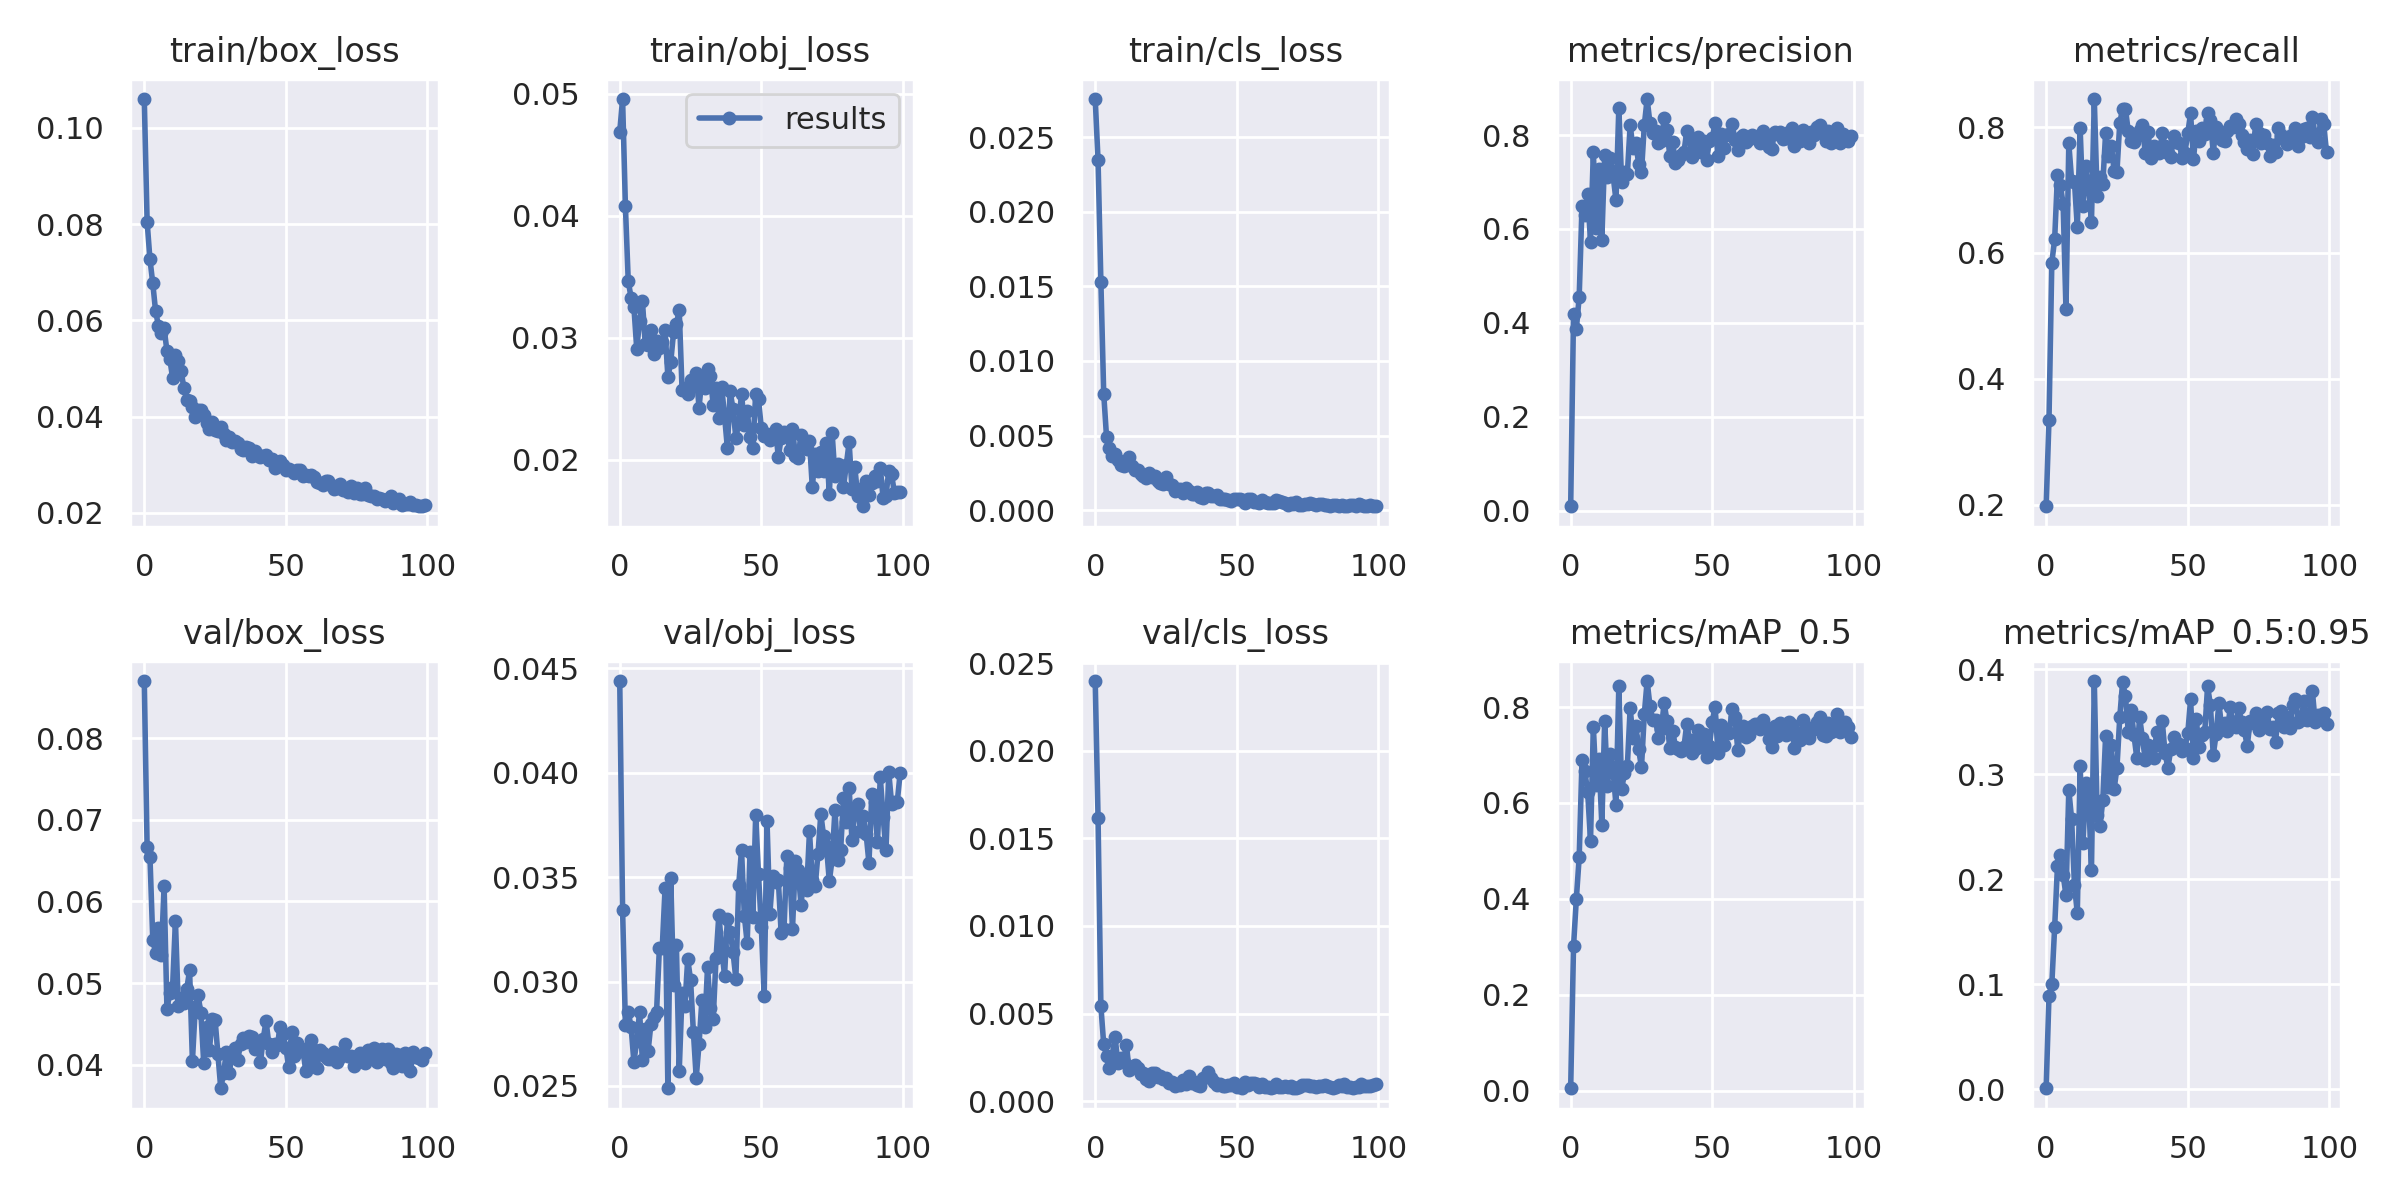 train/box_loss
train/obj_loss
train/cls_loss
metrics/precision
metrics/recall
results
0.10
0.08
0.06
0.04
0.02
0 50 100
0.05
0.04
0.03
0.02
0 50 100
0.025
0.020
0.015
0.010
0.005
0.000
0 50 100
0.8
0.6
0.4
0.2
0.0
0 50 100
0.8
0.6
0.4
0.2
0 50 100
val/box_loss
val/obj_loss
val/cls_loss
metrics/mAP_0.5
metrics/mAP_0.5:0.95
0.08
0.07
0.06
0.05
0.04
0 50 100
0.045
0.040
0.035
0.030
0.025
0 50 100
0.025
0.020
0.015
0.010
0.005
0.000
0 50 100
0.8
0.6
0.4
0.2
0.0
0 50 100
0.4
0.3
0.2
0.1
0.0
0 50 100